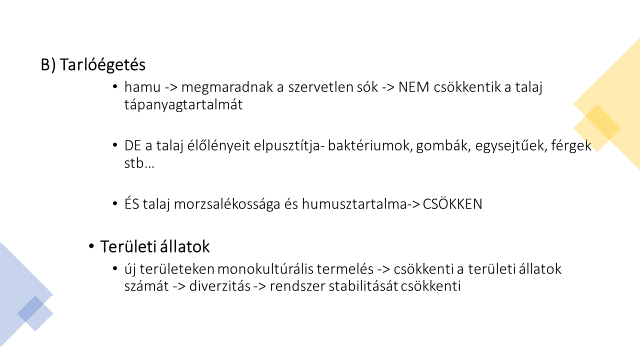 B) Tarlóégetés
• hamu -> megmaradnak a szervetlen sók -> NEM csökkentik a talaj
tápanyagtartalmát
• DE a talaj élőlényeit elpusztítja- baktériumok, gombák, egysejtűek, férgek
stb…
• ÉS talaj morzsalékossága és humusztartalma-> CSÖKKEN
• Területi állatok
• új területeken monokultúrális termelés -> csökkenti a területi állatok
számát -> diverzitás -> rendszer stabilitását csökkenti